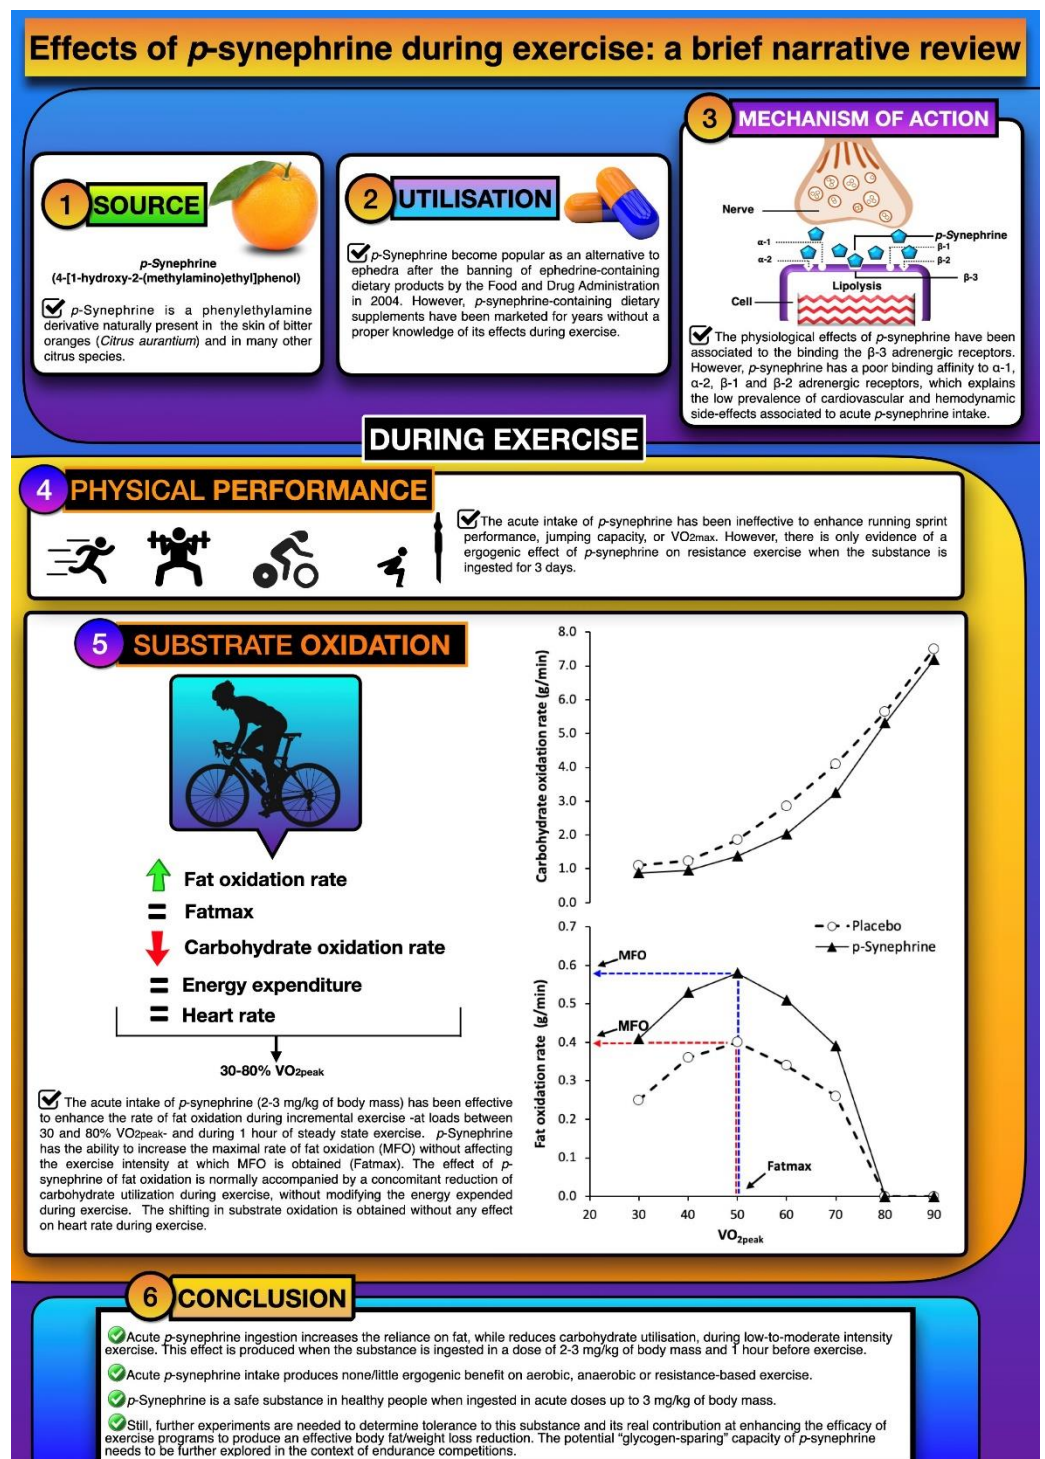 Effects of p-synephrine during exercise: a brief narrative review
1 SOURCE
p-Synephrine
(4-[1-hydroxy-2-(methylamino)ethyl]phenol)
p-Synephrine is a phenylethylamine
derivative naturally present in the skin of bitter
oranges (Citrus aurantium) and in many other
citrus species.
2 UTILISATION
p-Synephrine become popular as an alternative to
ephedra after the banning of ephedrine-containing
dietary products by the Food and Drug Administration
in 2004. However, p-synephrine-containing dietary
supplements have been marketed for years without a
proper knowledge of its effects during exercise.
3 MECHANISM OF ACTION
Nerve
p-Synephrine
α-1
β-1
α-2
β-2
β-3
Lipolysis
Cell
The physiological effects of p-synephrine have been
associated to the binding the β-3 adrenergic receptors.
However, p-synephrine has a poor binding affinity to α-1,
α-2, β-1 and β-2 adrenergic receptors, which explains
the low prevalence of cardiovascular and hemodynamic
side-effects associated to acute p-synephrine intake.
DURING EXERCISE
4 PHYSICAL PERFORMANCE
The acute intake of p-synephrine has been ineffective to enhance running sprint
performance, jumping capacity, or VO2max. However, there is only evidence of a
ergogenic effect of p-synephrine on resistance exercise when the substance is
ingested for 3 days.
5 SUBSTRATE OXIDATION
Fat oxidation rate
= Fatmax
Carbohydrate oxidation rate
= Energy expenditure
= Heart rate
30-80% VO2peak
The acute intake of p-synephrine (2-3 mg/kg of body mass) has been effective
to enhance the rate of fat oxidation during incremental exercise -at loads between
30 and 80% VO2peak- and during 1 hour of steady state exercise. p-Synephrine
has the ability to increase the maximal rate of fat oxidation (MFO) without affecting
the exercise intensity at which MFO is obtained (Fatmax). The effect of p-
synephrine of fat oxidation is normally accompanied by a concomitant reduction of
carbohydrate utilization during exercise, without modifying the energy expended
during exercise. The shifting in substrate oxidation is obtained without any effect
on heart rate during exercise.
Carbohydrate oxidation rate (g/min)
8.0
7.0
6.0
5.0
4.0
3.0
2.0
1.0
0.0
Placebo
p-Synephrine
Fat oxidation rate (g/min)
0.7
0.6
0.5
0.4
0.3
0.2
0.1
0.0
MFO
MFO
Fatmax
20 30 40 50 60 70 80 90
VO2peak
6 CONCLUSION
Acute p-synephrine ingestion increases the reliance on fat, while reduces carbohydrate utilisation, during low-to-moderate intensity
exercise. This effect is produced when the substance is ingested in a dose of 2-3 mg/kg of body mass and 1 hour before exercise.
Acute p-synephrine intake produces none/little ergogenic benefit on aerobic, anaerobic or resistance-based exercise.
p-Synephrine is a safe substance in healthy people when ingested in acute doses up to 3 mg/kg of body mass.
Still, further experiments are needed to determine tolerance to this substance and its real contribution at enhancing the efficacy of
exercise programs to produce an effective body fat/weight loss reduction. The potential "glycogen-sparing" capacity of p-synephrine
needs to be further explored in the context of endurance competitions.